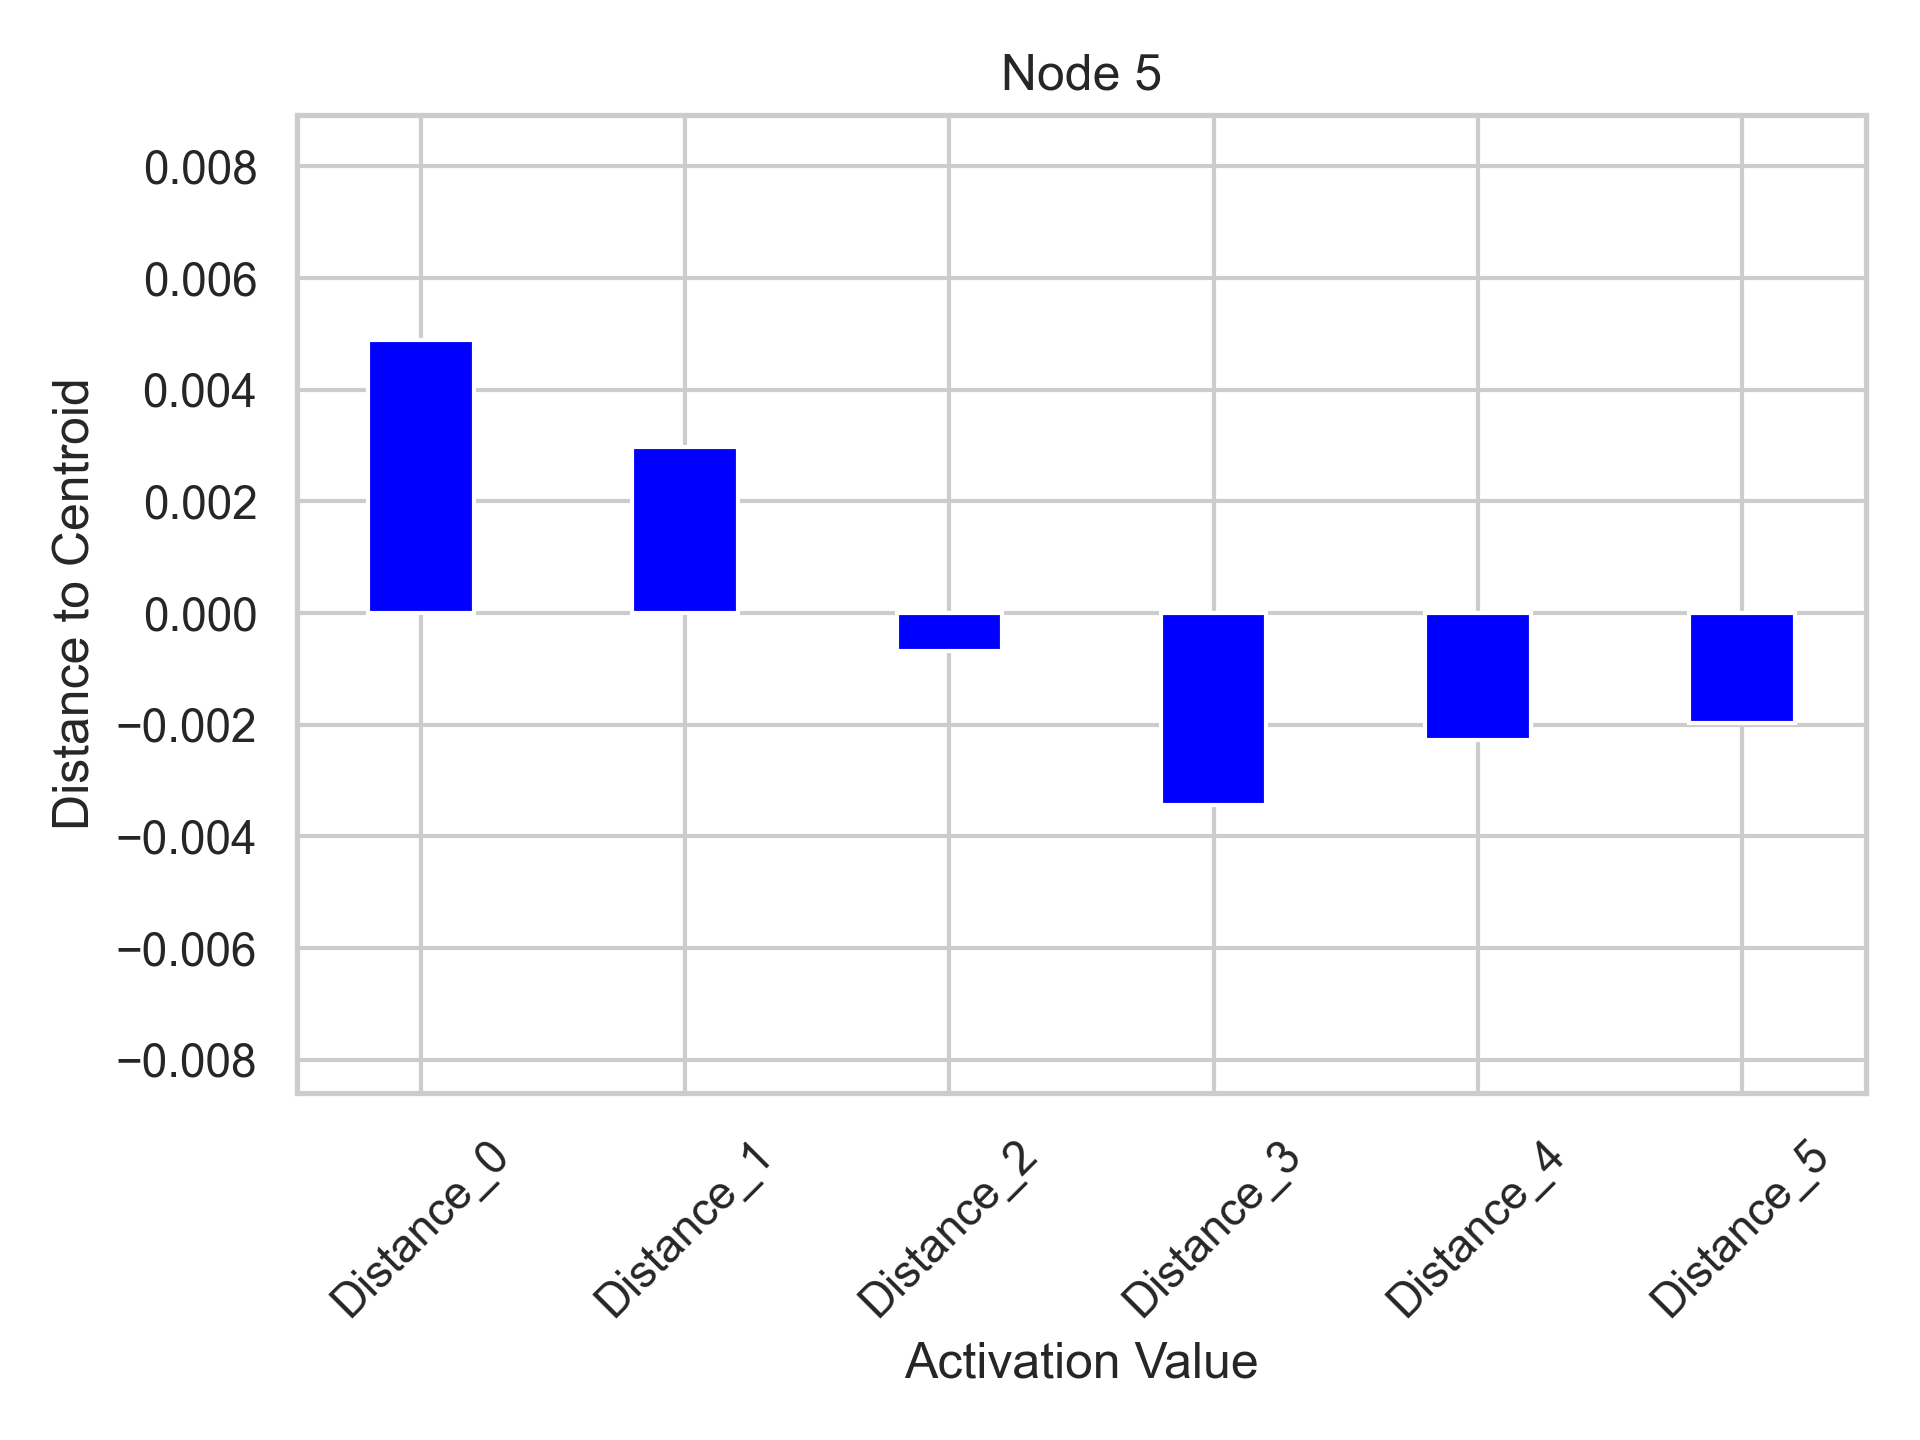 Node 5
Distance to Centroid
0.008
0.006
0.004
0.002
0.000
−0.002
−0.004
−0.006
−0.008
Distance_0
Distance_1
Distance_2
Distance_3
Distance_4
Distance_5
Activation Value